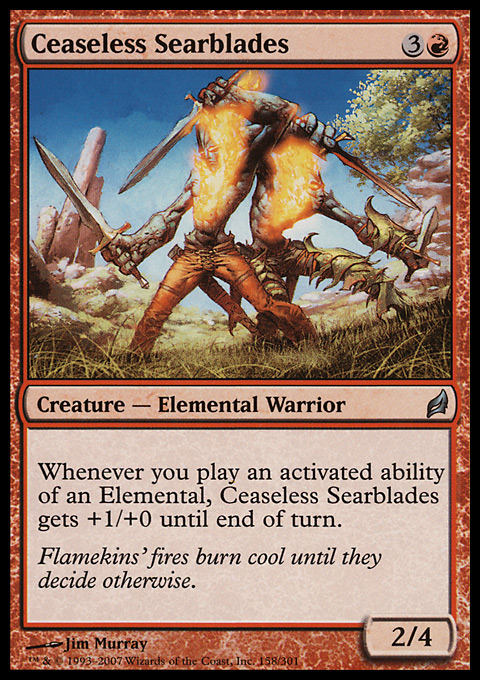 Ceaseless Searblades 3
Creature — Elemental Warrior
Whenever you play an activated ability
of an Elemental, Ceaseless Searblades
gets +1/+0 until end of turn.
Flamekins' fires burn cool until they
decide otherwise.
Jim Murray
2/4
™ & © 1993–2007 Wizards of the Coast, Inc. 158/301